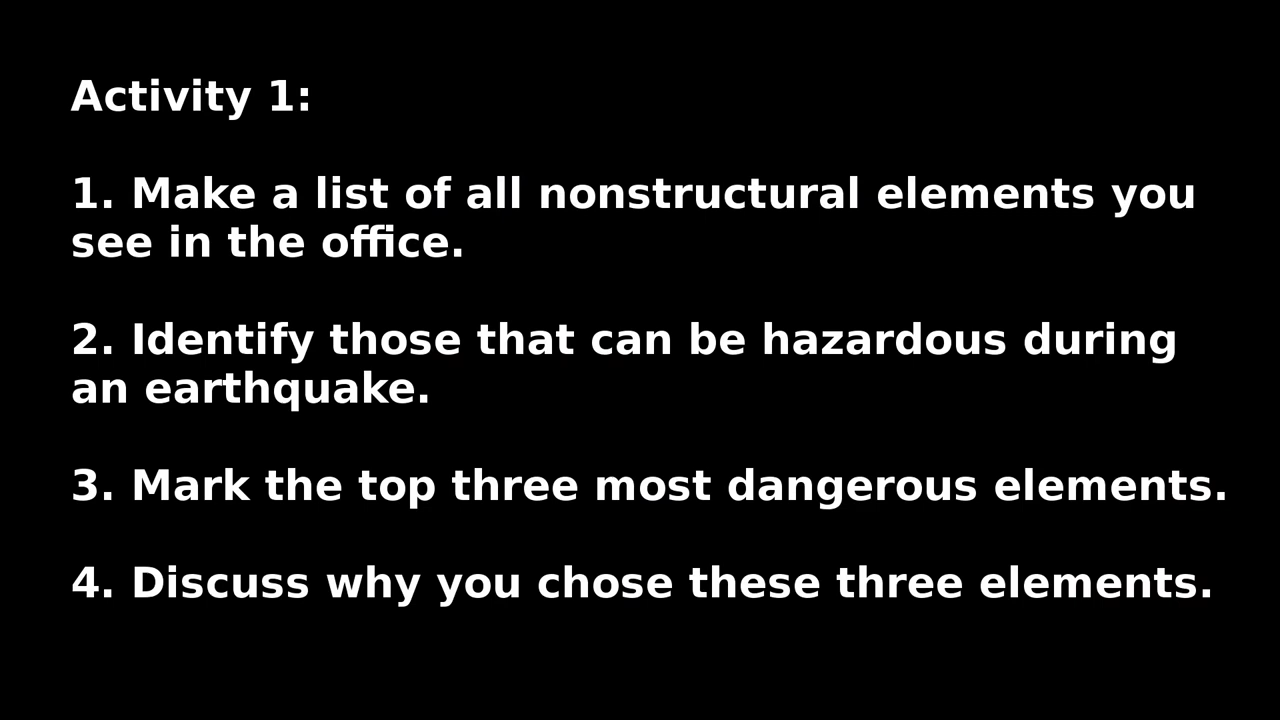 Activity 1:
1. Make a list of all nonstructural elements you
see in the office.
2. Identify those that can be hazardous during
an earthquake.
3. Mark the top three most dangerous elements.
4. Discuss why you chose these three elements.